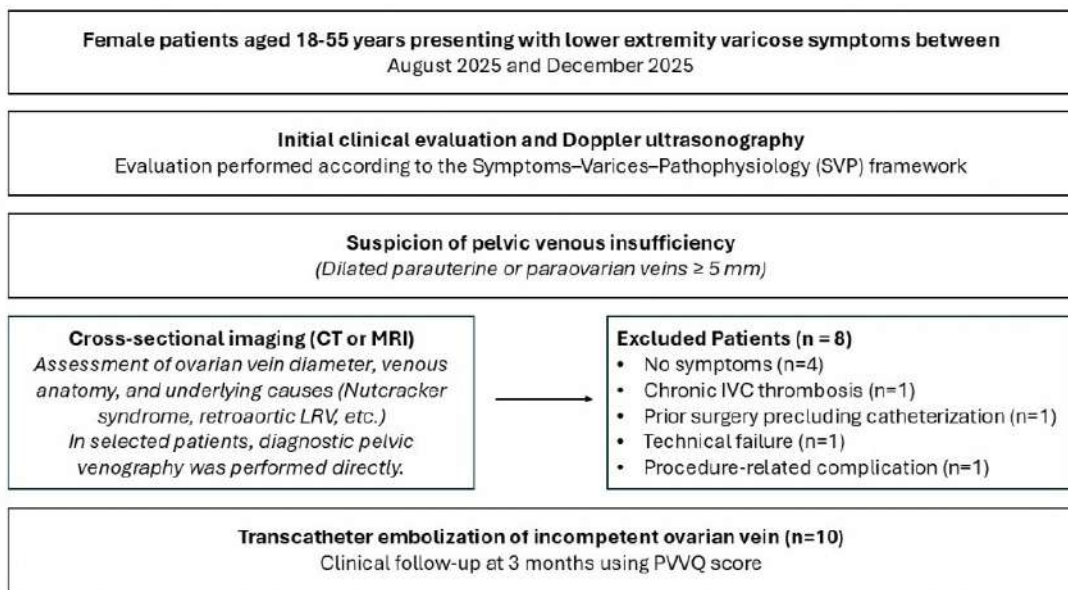 Female patients aged 18-55 years presenting with lower extremity varicose symptoms between
August 2025 and December 2025
Initial clinical evaluation and Doppler ultrasonography
Evaluation performed according to the Symptoms–Varices–Pathophysiology (SVP) framework
Suspicion of pelvic venous insufficiency
(Dilated parauterine or paraovarian veins ≥ 5 mm)
Cross-sectional imaging (CT or MRI)
Assessment of ovarian vein diameter, venous
anatomy, and underlying causes (Nutcracker
syndrome, retroaortic LRV, etc.)
In selected patients, diagnostic pelvic
venography was performed directly.
Excluded Patients (n = 8)
• No symptoms (n=4)
• Chronic IVC thrombosis (n=1)
• Prior surgery precluding catheterization (n=1)
• Technical failure (n=1)
• Procedure-related complication (n=1)
Transcatheter embolization of incompetent ovarian vein (n=10)
Clinical follow-up at 3 months using PVVQ score